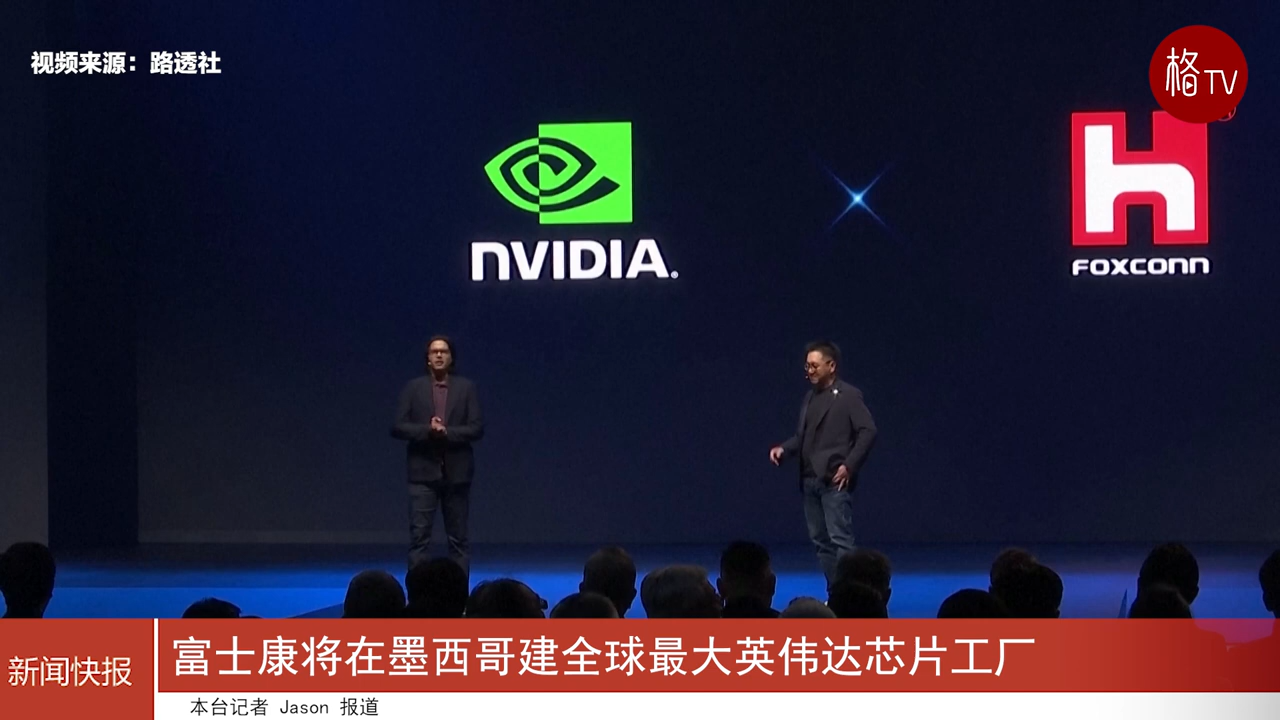 视频来源：路透社
格TV
NVIDIA.
FOXCONN
新闻快报
富士康将在墨西哥建全球最大英伟达芯片工厂
本台记者 Jason 报道